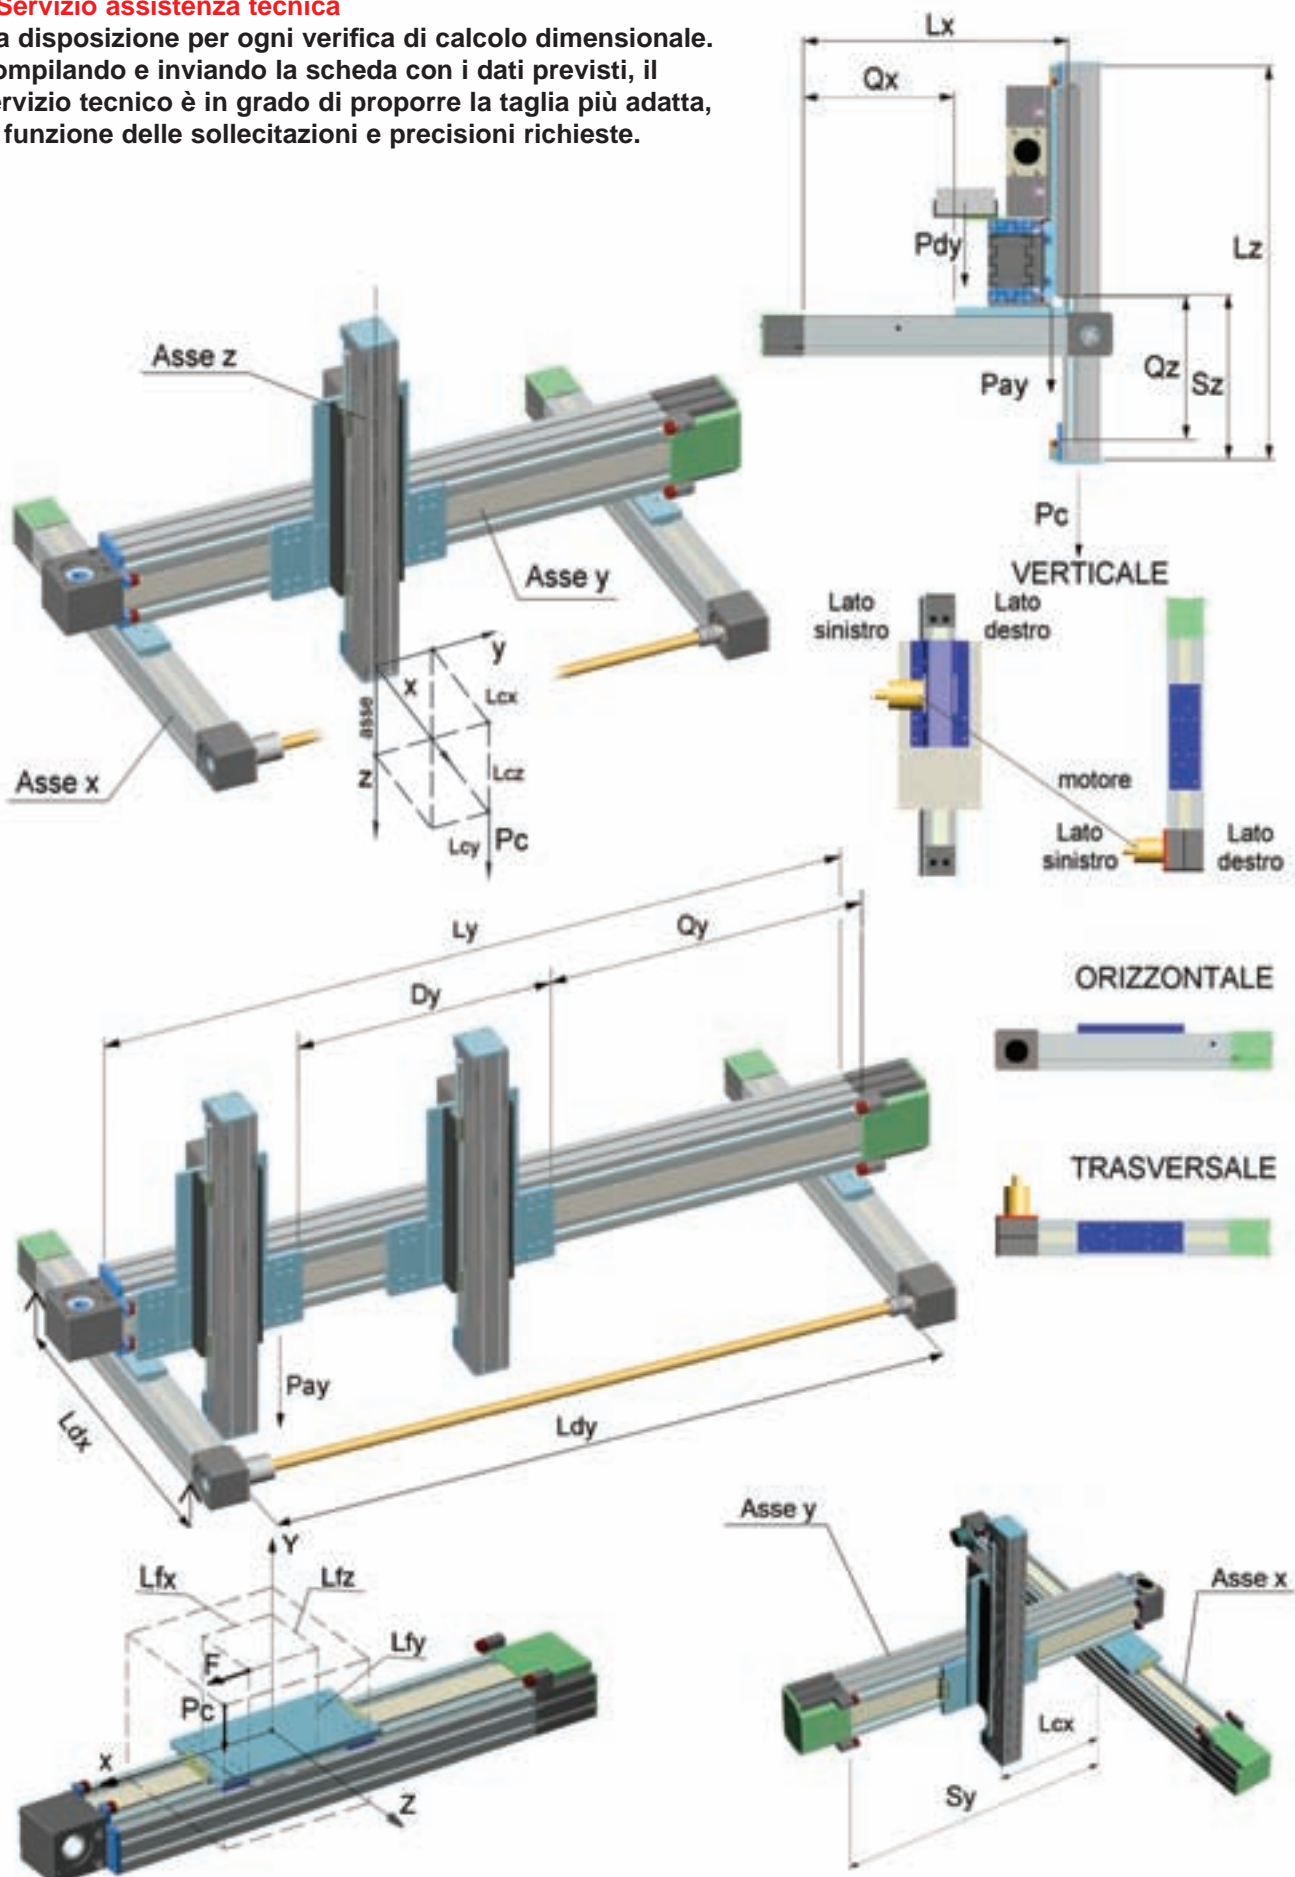 Servizio assistenza tecnica
a disposizione per ogni verifica di calcolo dimensionale.
ompilando e inviando la scheda con i dati previsti, il
ervizio tecnico è in grado di proporre la taglia più adatta,
funzione delle sollecitazioni e precisioni richieste.
Lx
Qx
Pdy
Lz
Qz
Sz
Pay
Pc
Asse z
Asse y
Asse x
y
x
Lcx
asse
z
Lcz
Lcy
Pc
VERTICALE
Lato
sinistro
Lato
destro
motore
Lato
sinistro
Lato
destro
Ly
Qy
Dy
ORIZZONTALE
TRASVERSALE
Pay
Ldx
Ldy
Y
Lfx
Lfz
Lfy
F
Pc
x
Z
Asse y
Asse x
Lcx
Sy